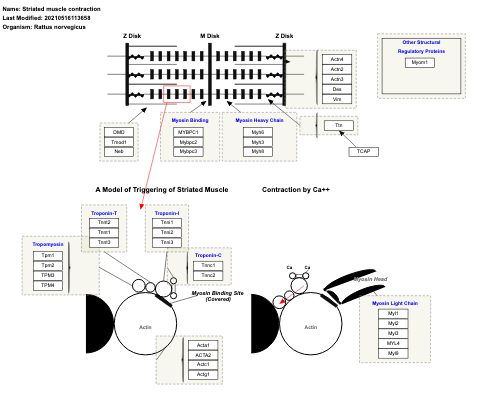 Name: Striated muscle contraction
Last Modified: 20210516113658
Organism: Rattus norvegicus
Z Disk
M Disk
Z Disk
Other Structural
Regulatory Proteins
Myom1
Actn4
Actn2
Actn3
Des
Vim
Ttn
TCAP
DMD
Tmod1
Neb
Myosin Binding
MYBPC1
Mybpc2
Mybpc3
Myosin Heavy Chain
Myh6
Myh3
Myh8
A Model of Triggering of Striated Muscle
Contraction by Ca++
Troponin-T
Tnnt2
Tnnt1
Tnnt3
Troponin-I
Tnni1
Tnni2
Tnni3
Troponin-C
Tnnc1
Tnnc2
Tropomyosin
Tpm1
Tpm2
TPM3
TPM4
Myosin Binding Site
(Covered)
Actin
Acta1
ACTA2
Actc1
Actg1
Ca
Ca
Myosin Head
Actin
Myosin Light Chain
Myl1
Myl2
Myl3
MYL4
Myl9